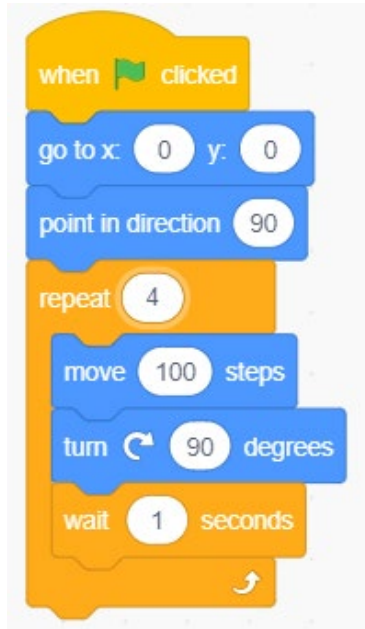 when clicked
go to x: 0 y: 0
point in direction 90
repeat 4
move 100 steps
turn 90 degrees
wait 1 seconds